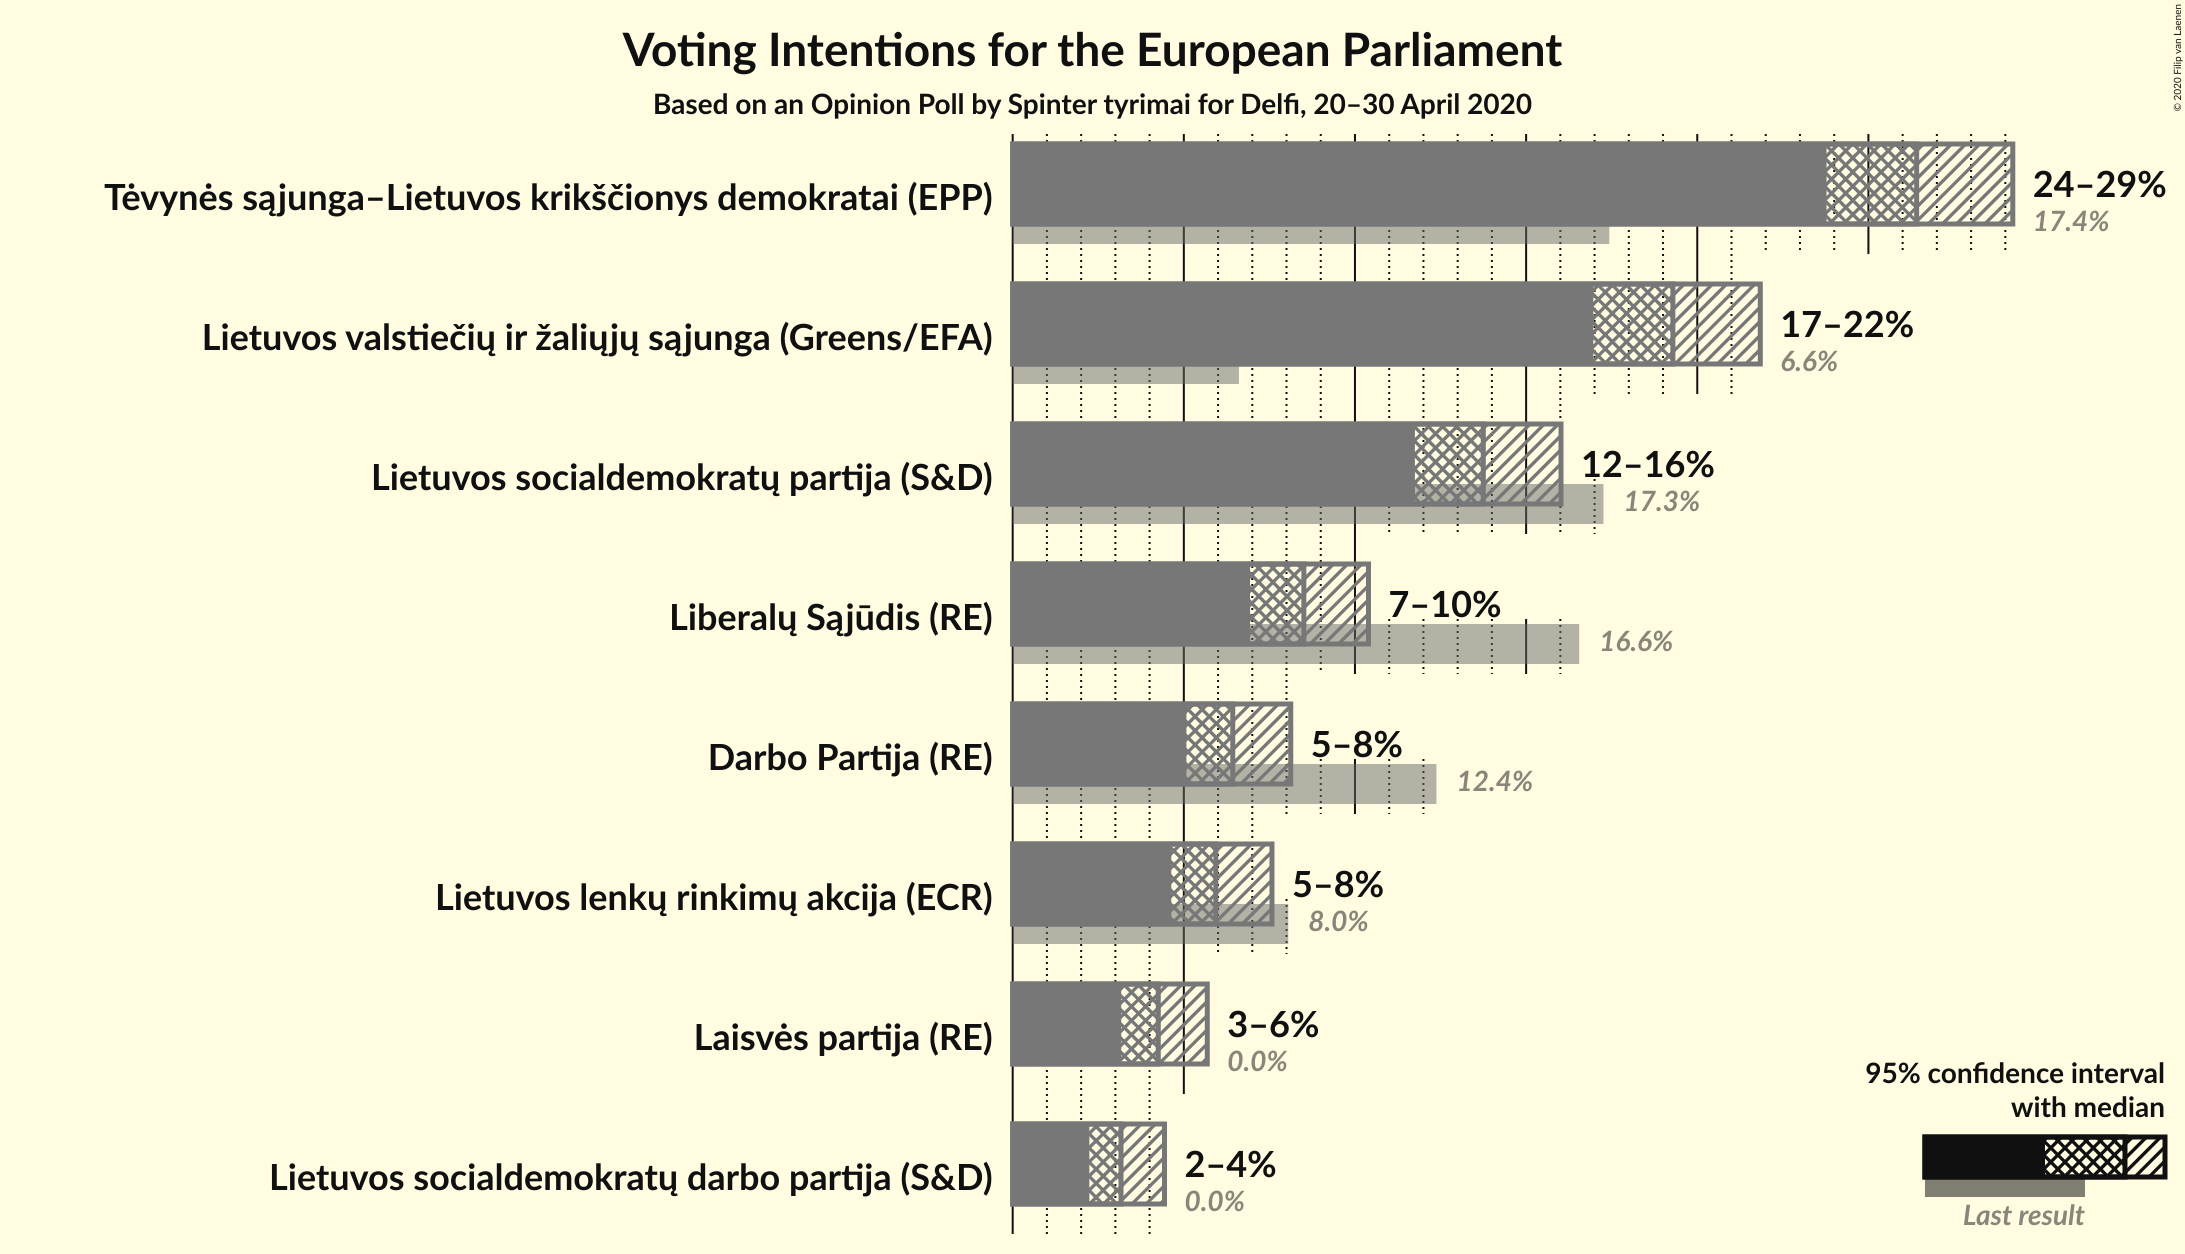 Voting Intentions for the European Parliament
Based on an Opinion Poll by Spinter tyrimai for Delfi, 20–30 April 2020
© 2020 Filip van Laenen
Tėvynės sąjunga–Lietuvos krikščionys demokratai (EPP)
24–29%
17.4%
Lietuvos valstiečių ir žaliųjų sąjunga (Greens/EFA)
17–22%
6.6%
Lietuvos socialdemokratų partija (S&D)
12–16%
17.3%
Liberalų Sąjūdis (RE)
7–10%
16.6%
Darbo Partija (RE)
5–8%
12.4%
Lietuvos lenkų rinkimų akcija (ECR)
5–8%
8.0%
Laisvės partija (RE)
3–6%
0.0%
Lietuvos socialdemokratų darbo partija (S&D)
2–4%
0.0%
95% confidence interval
with median
Last result